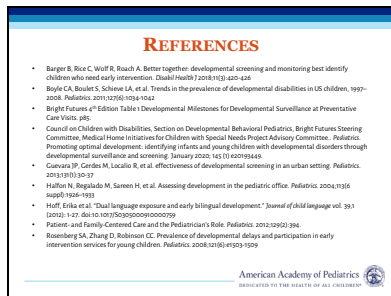 REFERENCES
• Barger B, Rice C, Wolf R, Roach A. Better together: developmental screening and monitoring best identify
children who need early intervention. Disabil Health J 2018;11(3):420-426
• Boyle CA, Boulet S, Schieve LA, et al. Trends in the prevalence of developmental disabilities in US children, 1997–
2008. Pediatrics. 2011;127(6):1034-1042
• Bright Futures 4th Edition Table 1 Developmental Milestones for Developmental Surveillance at Preventative
Care Visits. p85.
• Council on Children with Disabilities, Section on Developmental Behavioral Pediatrics, Bright Futures Steering
Committee, Medical Home Initiatives for Children with Special Needs Project Advisory Committee.. Pediatrics.
Promoting optimal development: identifying infants and young children with developmental disorders through
developmental surveillance and screening. January 2020; 145 (1) e20193449.
• Guevara JP, Gerdes M, Localio R, et al. effectiveness of developmental screening in an urban setting. Pediatrics.
2013;131(1):30-37
• Halfon N, Regalado M, Sareen H, et al. Assessing development in the pediatric office. Pediatrics. 2004;113(6
suppl):1926–1933
• Hoff, Erika et al. "Dual language exposure and early bilingual development." Journal of child language vol. 39,1
(2012): 1-27. doi:10.1017/S0305000910000759
• Patient- and Family-Centered Care and the Pediatrician's Role. Pediatrics. 2012;129(2):394.
• Rosenberg SA, Zhang D, Robinson CC. Prevalence of developmental delays and participation in early
intervention services for young children. Pediatrics. 2008;121(6):e1503-1509
American Academy of Pediatrics
DEDICATED TO THE HEALTH OF ALL CHILDREN®